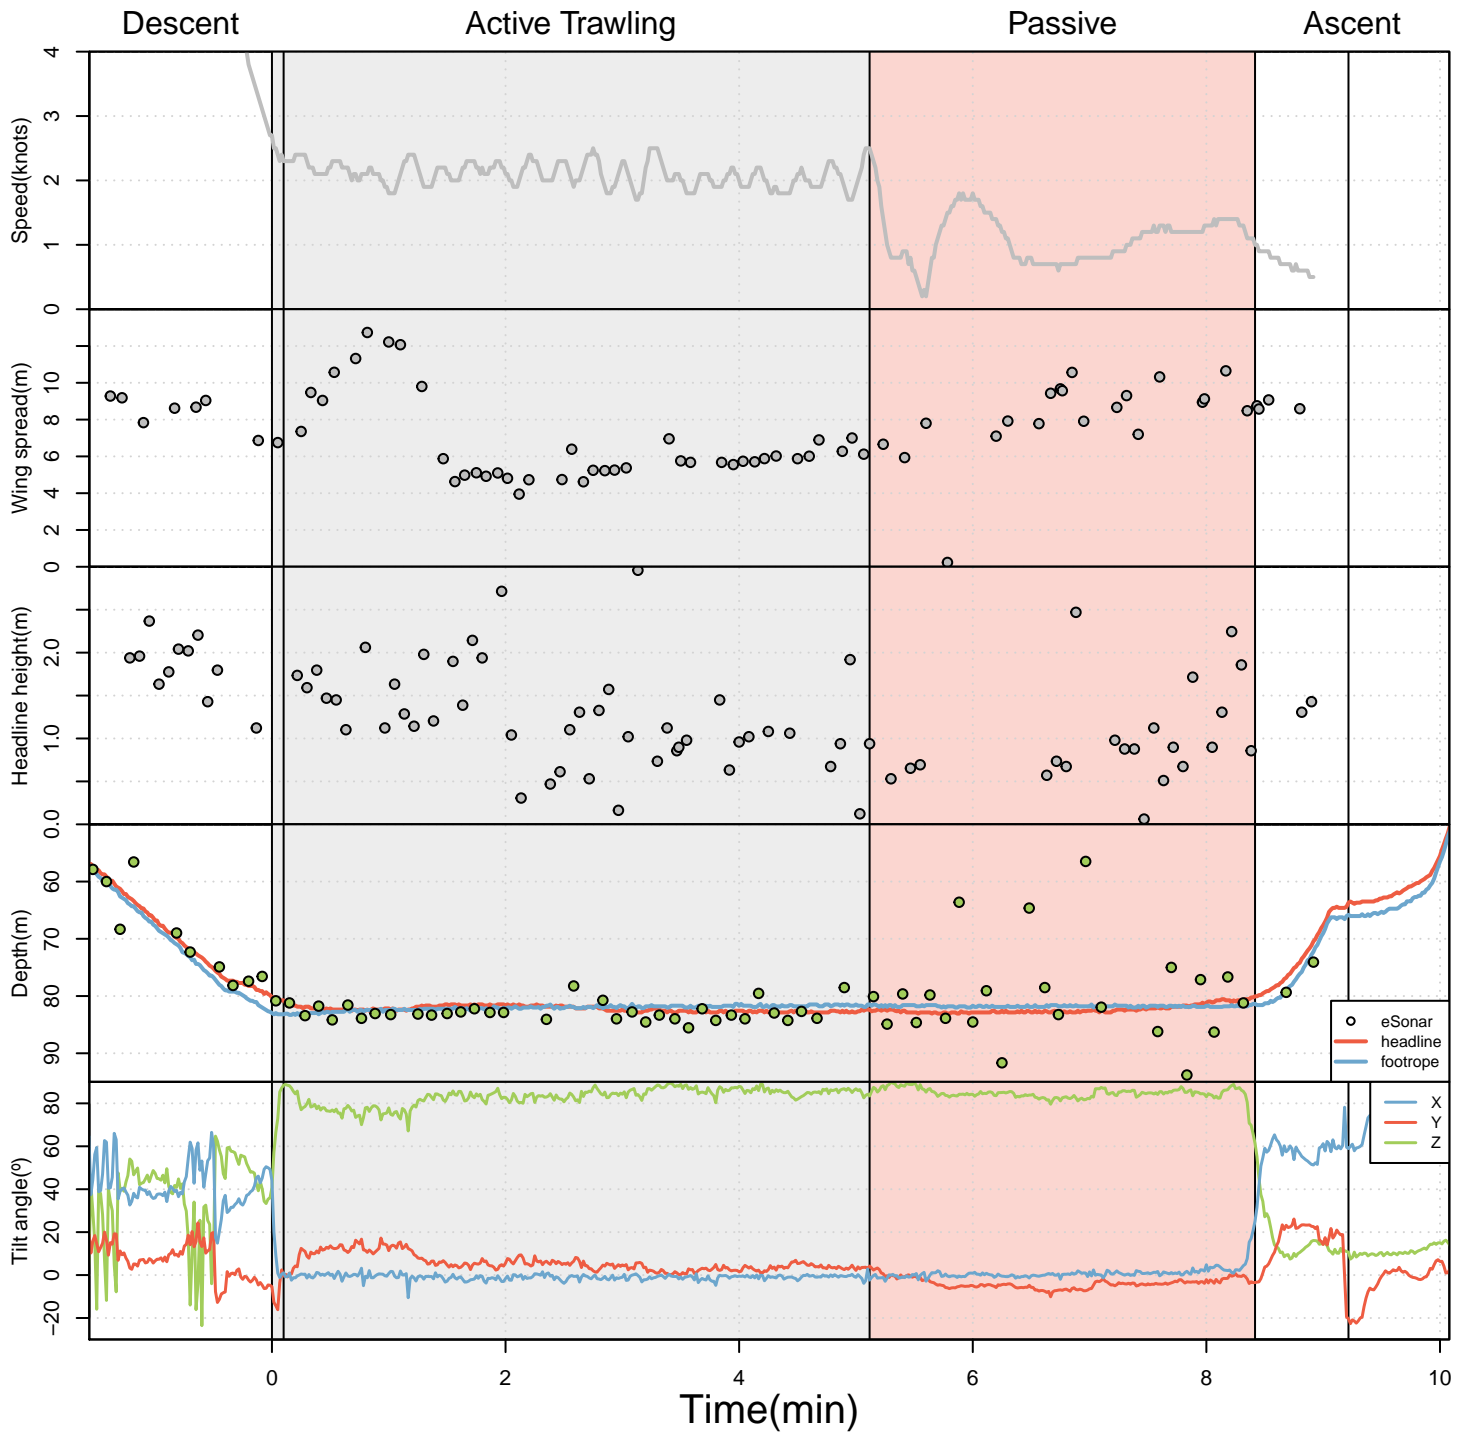 Descent Active Trawling Passive Ascent
Speed(knots)
4
3
2
1
0
Wing spread(m)
10
8
6
4
2
0
Headline height(m)
2.0
1.0
0.0
Depth(m)
60
70
80
90
eSonar
headline
footrope
Tilt angle(º)
80
60
40
20
0
−20
X
Y
Z
0 2 4 6 8 10
Time(min)